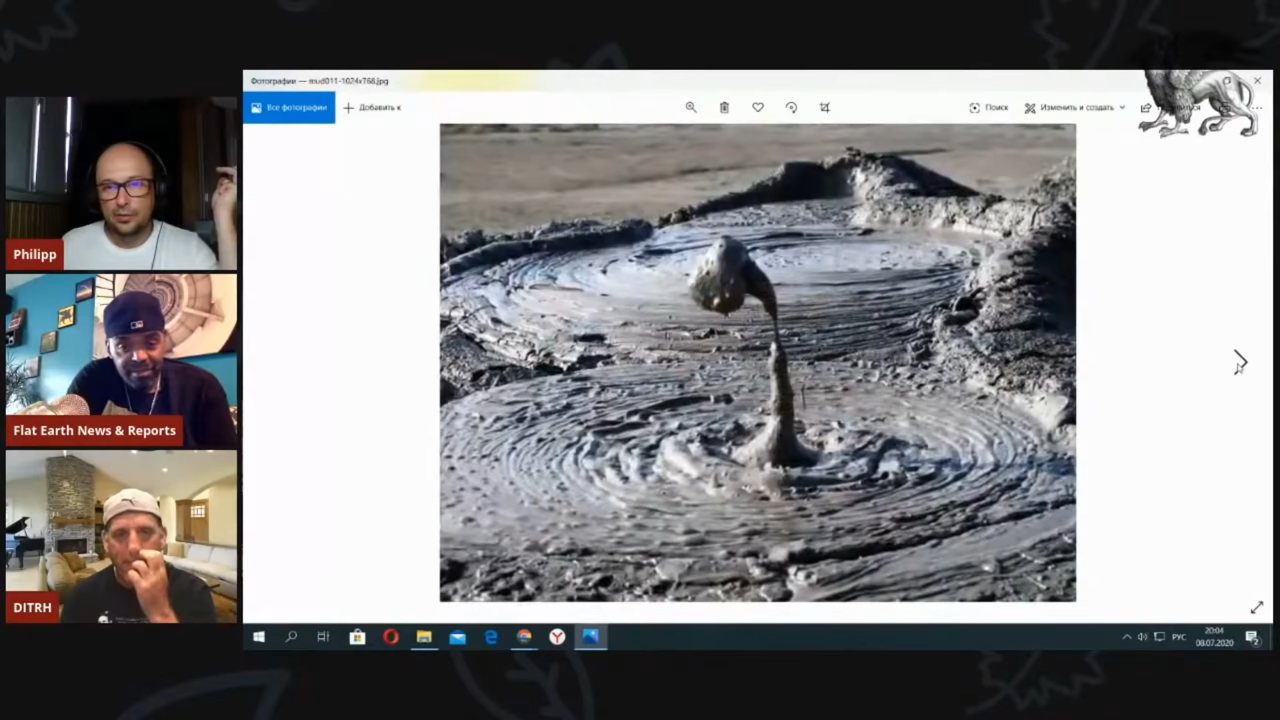 Фотографии — mud011-1024x768.jpg
Все фотографии
Добавить к
Поиск
Изменить и создать
Philipp
Flat Earth News & Reports
DITRH
РУС
20:04
08.07.2020
2